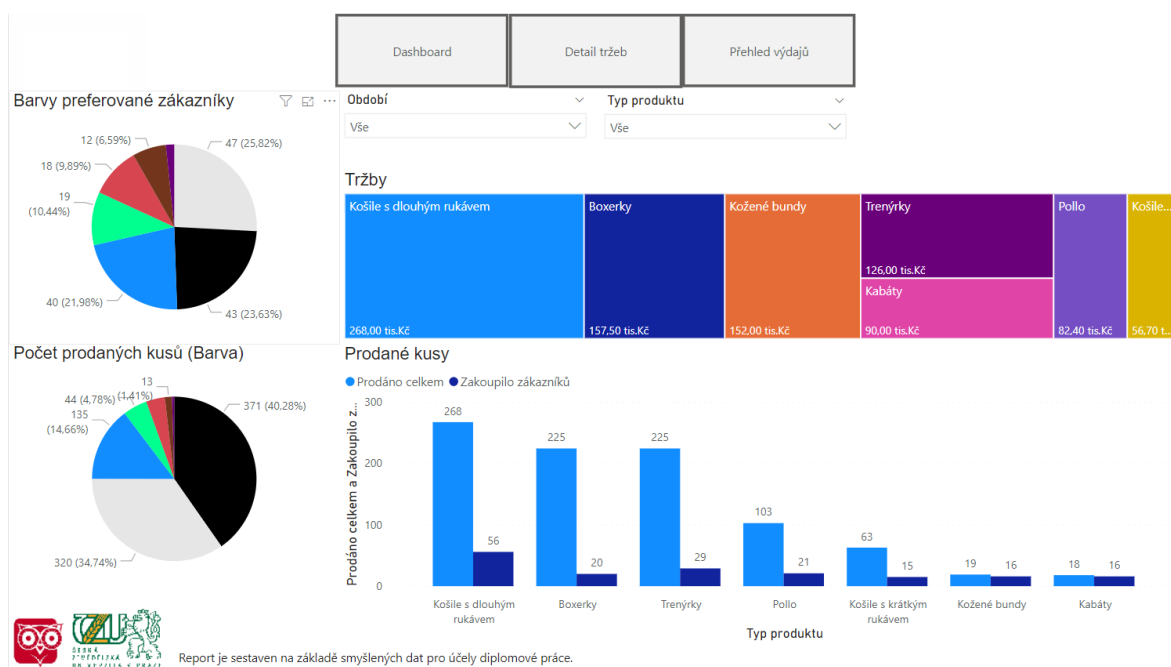 Dashboard
Detail tržeb
Přehled výdajů
Barvy preferované zákazníky
12 (6,59%)
47 (25,82%)
18 (9,89%)
19
(10,44%)
40 (21,98%)
43 (23,63%)
Období
Vše
Typ produktu
Vše
Tržby
Košile s dlouhým rukávem
268,00 tis.Kč
Boxerky
157,50 tis.Kč
Kožené bundy
152,00 tis.Kč
Trenýrky
126,00 tis.Kč
Kabáty
90,00 tis.Kč
Pollo
82,40 tis.Kč
Košile...
56,70 t...
Počet prodaných kusů (Barva)
13
(1,41%)
44 (4,78%)
135
(14,66%)
371 (40,28%)
320 (34,74%)
Prodané kusy
Prodáno celkem
Zakoupilo zákazníků
Prodáno celkem a Zakoupilo z...
300
200
100
0
268
56
225
20
225
29
103
21
63
15
19
16
18
16
Košile s dlouhým
rukávem
Boxerky
Trenýrky
Pollo
Košile s krátkým
rukávem
Kožené bundy
Kabáty
Typ produktu
ČZU
ČESKÁ
ZEMĚDĚLSKÁ
Report je sestaven na základě smyšlených dat pro účely diplomové práce.